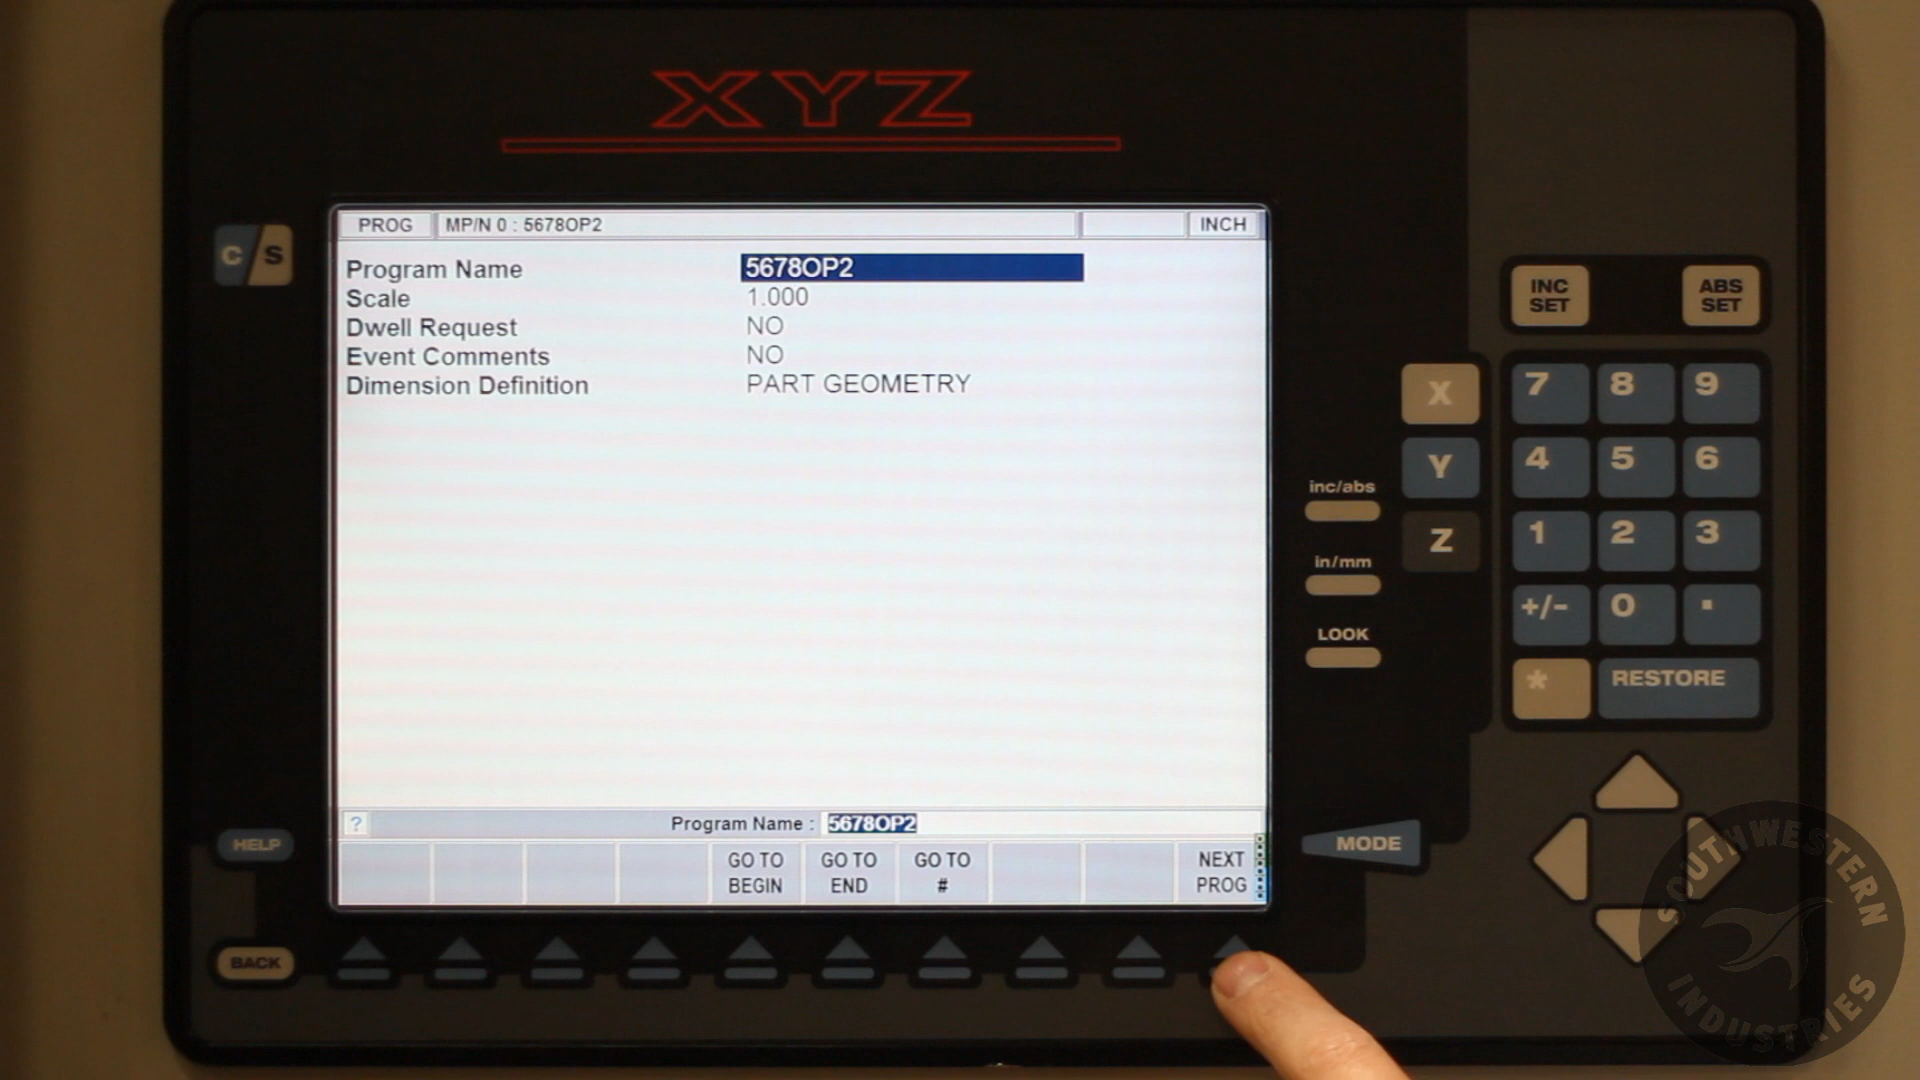 XYZ
C/S
PROG
MP/N 0 : 5678OP2
INCH
Program Name
5678OP2
Scale
1.000
Dwell Request
NO
Event Comments
NO
Dimension Definition
PART GEOMETRY
?
Program Name :
5678OP2
GO TO
BEGIN
GO TO
END
GO TO
#
NEXT
PROG
HELP
BACK
INC
SET
ABS
SET
X
7
8
9
Y
4
5
6
inc/abs
Z
1
2
3
in/mm
+/-
0
.
LOOK
*
RESTORE
MODE
SOUTHWESTERN
INDUSTRIES